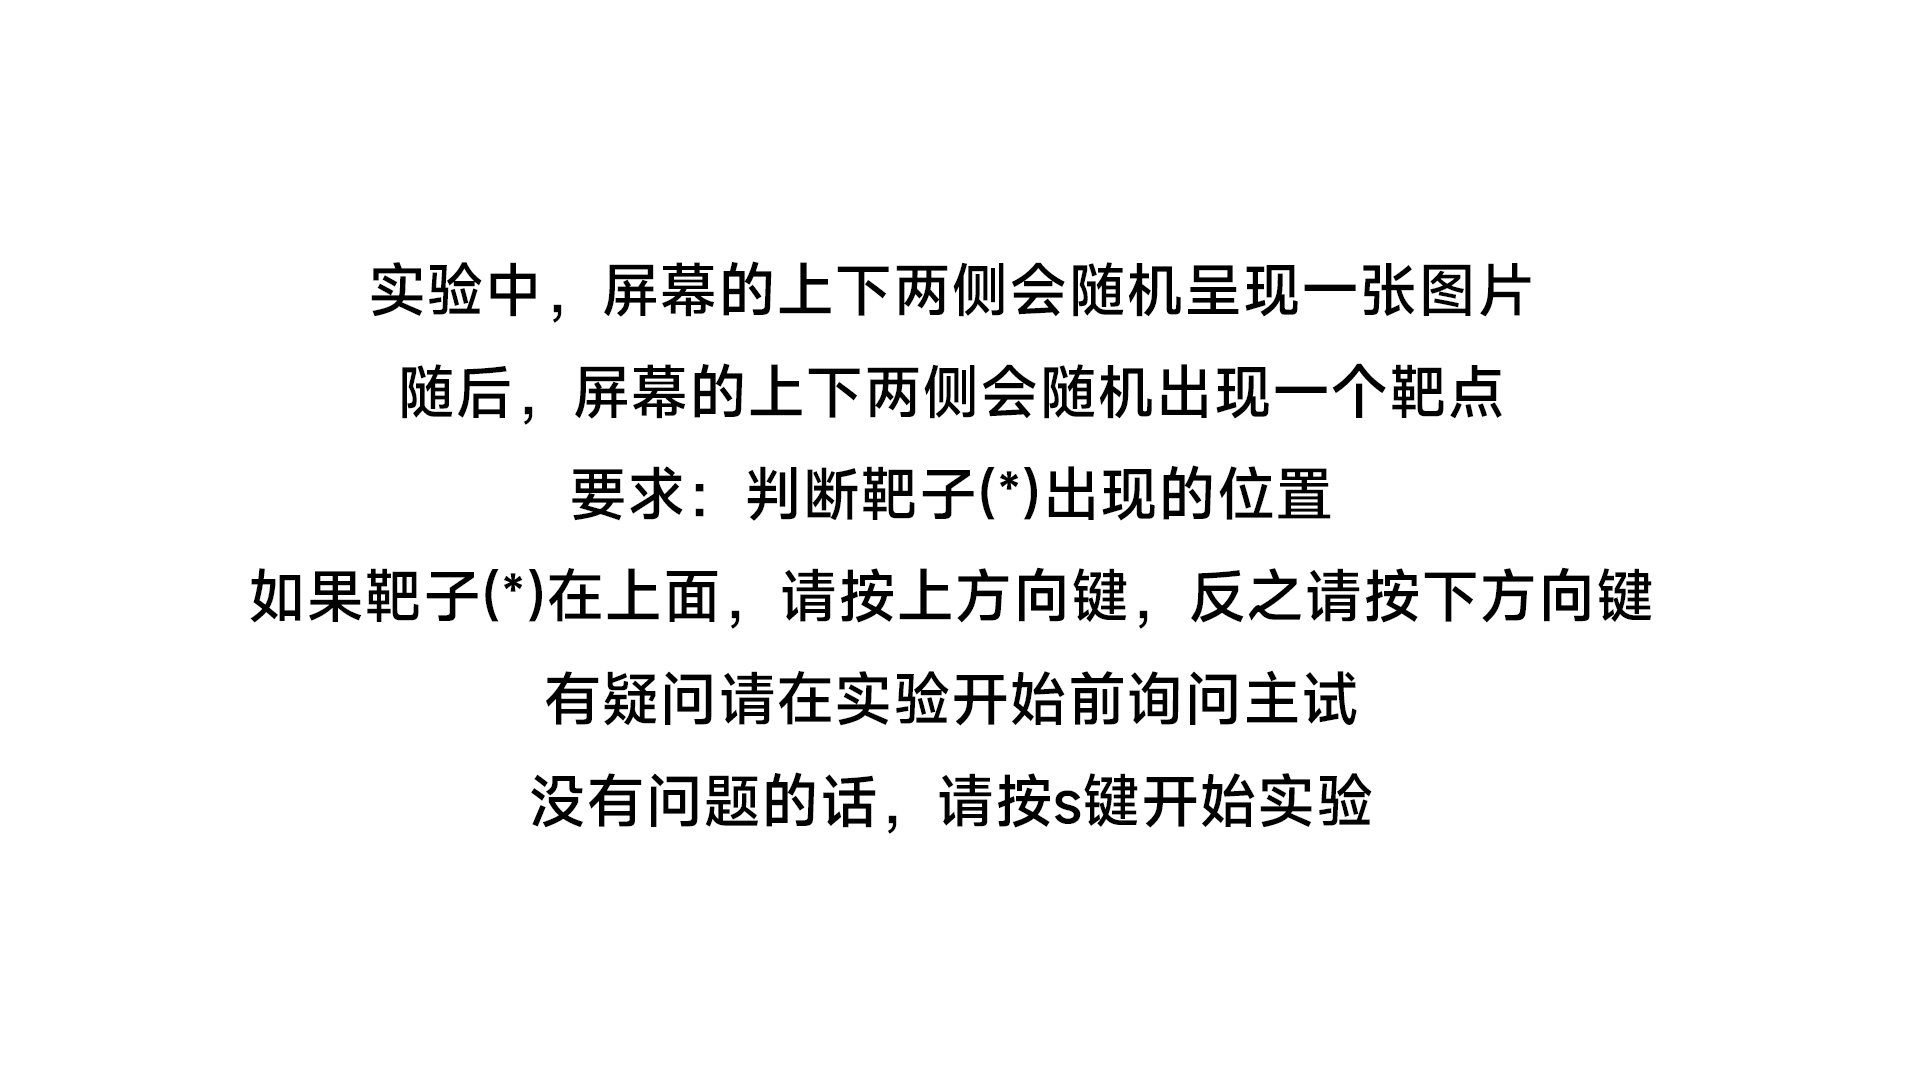 实验中，屏幕的上下两侧会随机呈现一张图片
随后，屏幕的上下两侧会随机出现一个靶点
要求：判断靶子(*)出现的位置
如果靶子(*)在上面，请按上方向键，反之请按下方向键
有疑问请在实验开始前询问主试
没有问题的话，请按s键开始实验